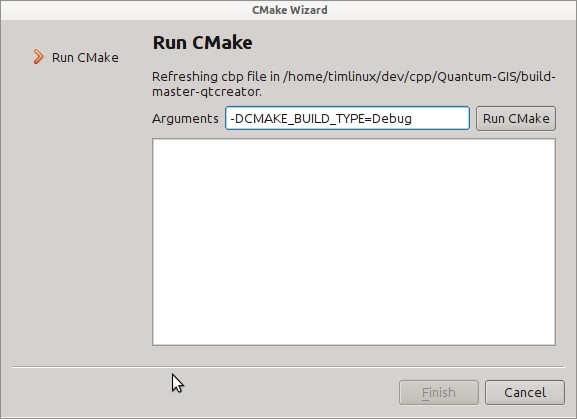 CMake Wizard
Run CMake
Run CMake
Refreshing cbp file in /home/timlinux/dev/cpp/Quantum-GIS/build-
master-qtcreator.
Arguments -DCMAKE_BUILD_TYPE=Debug Run CMake
Finish Cancel